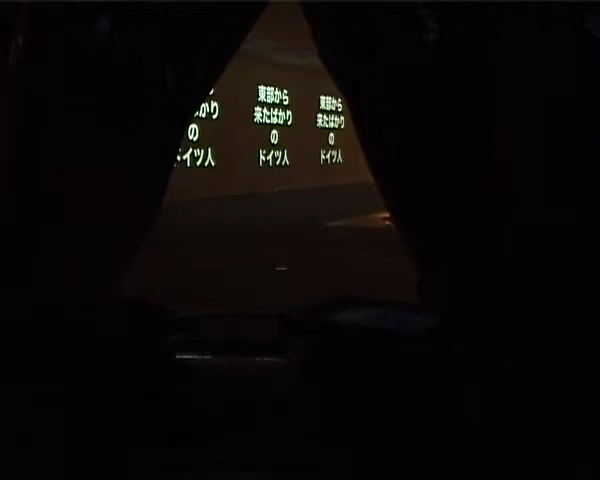 かり
の
ドイツ人
東部から
来たばかり
の
ドイツ人
東部から
来たばかり
の
ドイツ人